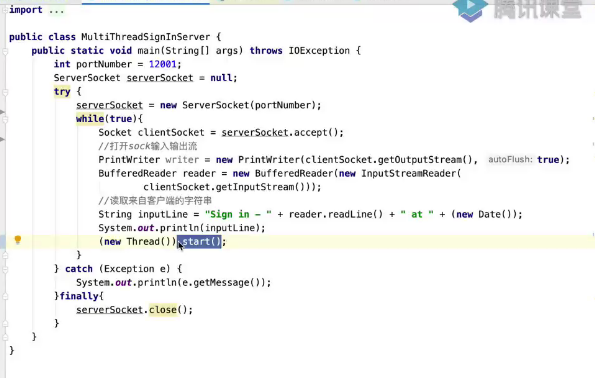 腾讯课堂
import ...
public class MultiThreadSignInServer {
public static void main(String[] args) throws IOException {
int portNumber = 12001;
ServerSocket serverSocket = null;
try {
serverSocket = new ServerSocket(portNumber);
while(true){
Socket clientSocket = serverSocket.accept();
//打开sock输入输出流
PrintWriter writer = new PrintWriter(clientSocket.getOutputStream(), autoFlush: true);
BufferedReader reader = new BufferedReader(new InputStreamReader(
clientSocket.getInputStream()));
//读取来自客户端的字符串
String inputLine = "Sign in - " + reader.readLine() + " at " + (new Date());
System.out.println(inputLine);
(new Thread()).start();
}
} catch (Exception e) {
System.out.println(e.getMessage());
}finally{
serverSocket.close();
}
}
}